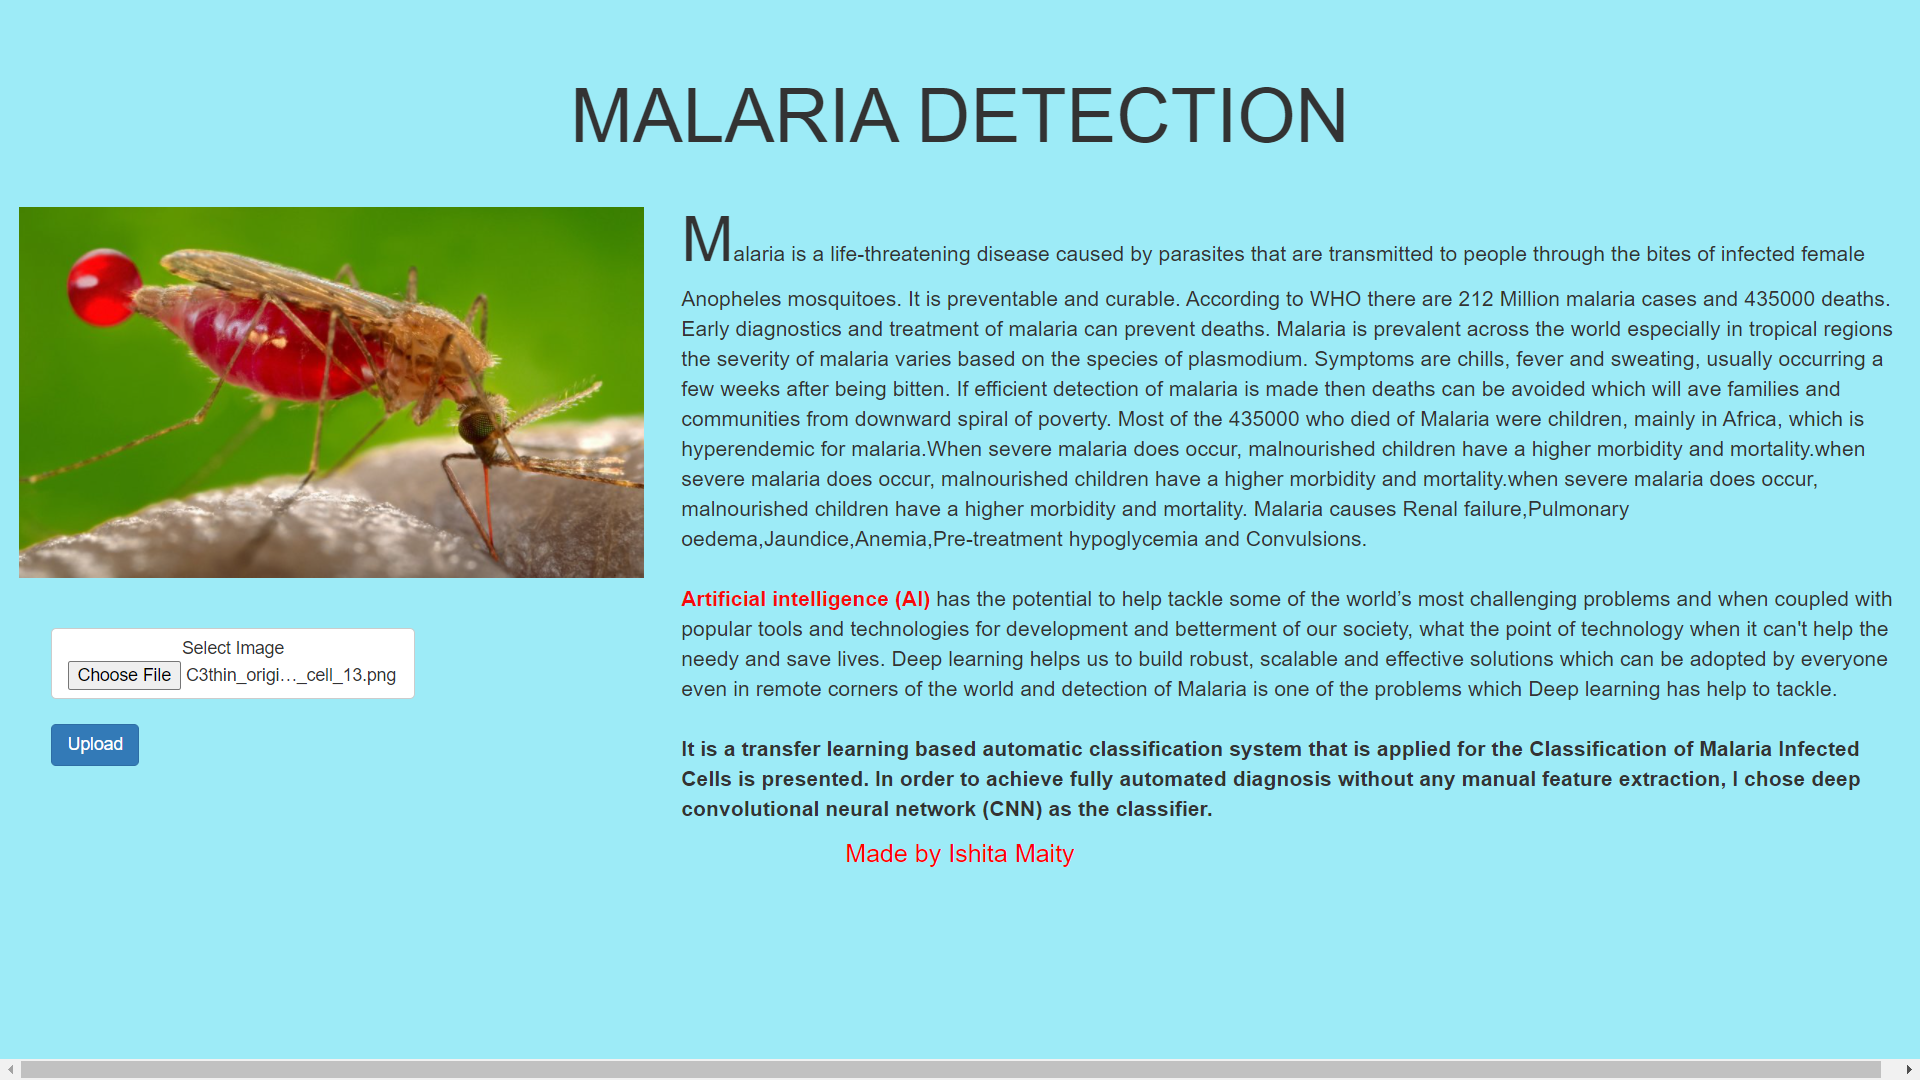 MALARIA DETECTION
Malaria is a life-threatening disease caused by parasites that are transmitted to people through the bites of infected female
Anopheles mosquitoes. It is preventable and curable. According to WHO there are 212 Million malaria cases and 435000 deaths.
Early diagnostics and treatment of malaria can prevent deaths. Malaria is prevalent across the world especially in tropical regions
the severity of malaria varies based on the species of plasmodium. Symptoms are chills, fever and sweating, usually occurring a
few weeks after being bitten. If efficient detection of malaria is made then deaths can be avoided which will ave families and
communities from downward spiral of poverty. Most of the 435000 who died of Malaria were children, mainly in Africa, which is
hyperendemic for malaria.When severe malaria does occur, malnourished children have a higher morbidity and mortality.when
severe malaria does occur, malnourished children have a higher morbidity and mortality.when severe malaria does occur,
malnourished children have a higher morbidity and mortality. Malaria causes Renal failure,Pulmonary
oedema,Jaundice,Anemia,Pre-treatment hypoglycemia and Convulsions.
Artificial intelligence (AI) has the potential to help tackle some of the world’s most challenging problems and when coupled with
popular tools and technologies for development and betterment of our society, what the point of technology when it can't help the
needy and save lives. Deep learning helps us to build robust, scalable and effective solutions which can be adopted by everyone
even in remote corners of the world and detection of Malaria is one of the problems which Deep learning has help to tackle.
It is a transfer learning based automatic classification system that is applied for the Classification of Malaria Infected
Cells is presented. In order to achieve fully automated diagnosis without any manual feature extraction, I chose deep
convolutional neural network (CNN) as the classifier.
Select Image
Choose File C3thin_origi…_cell_13.png
Upload
Made by Ishita Maity